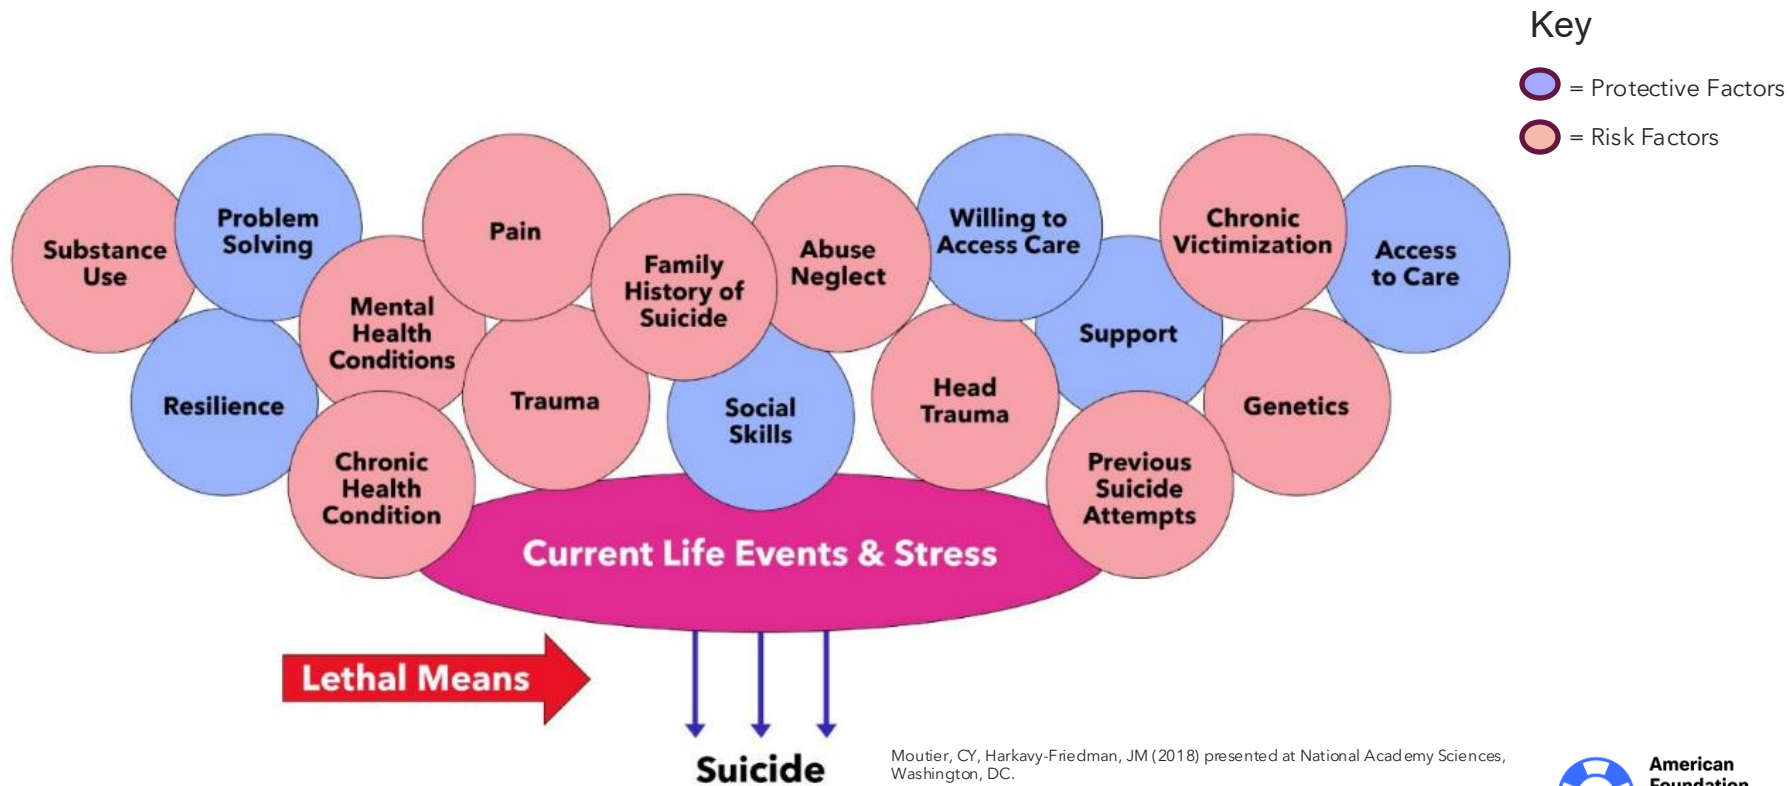 Key
= Protective Factors
= Risk Factors
Substance
Use
Problem
Solving
Resilience
Mental
Health
Conditions
Chronic
Health
Condition
Pain
Trauma
Family
History of
Suicide
Social
Skills
Abuse
Neglect
Willing to
Access Care
Head
Trauma
Support
Previous
Suicide
Attempts
Chronic
Victimization
Genetics
Access
to Care
Current Life Events & Stress
Lethal Means
Suicide
Moutier, CY, Harkavy-Friedman, JM (2018) presented at National Academy Sciences,
Washington, DC.
American
Foundation